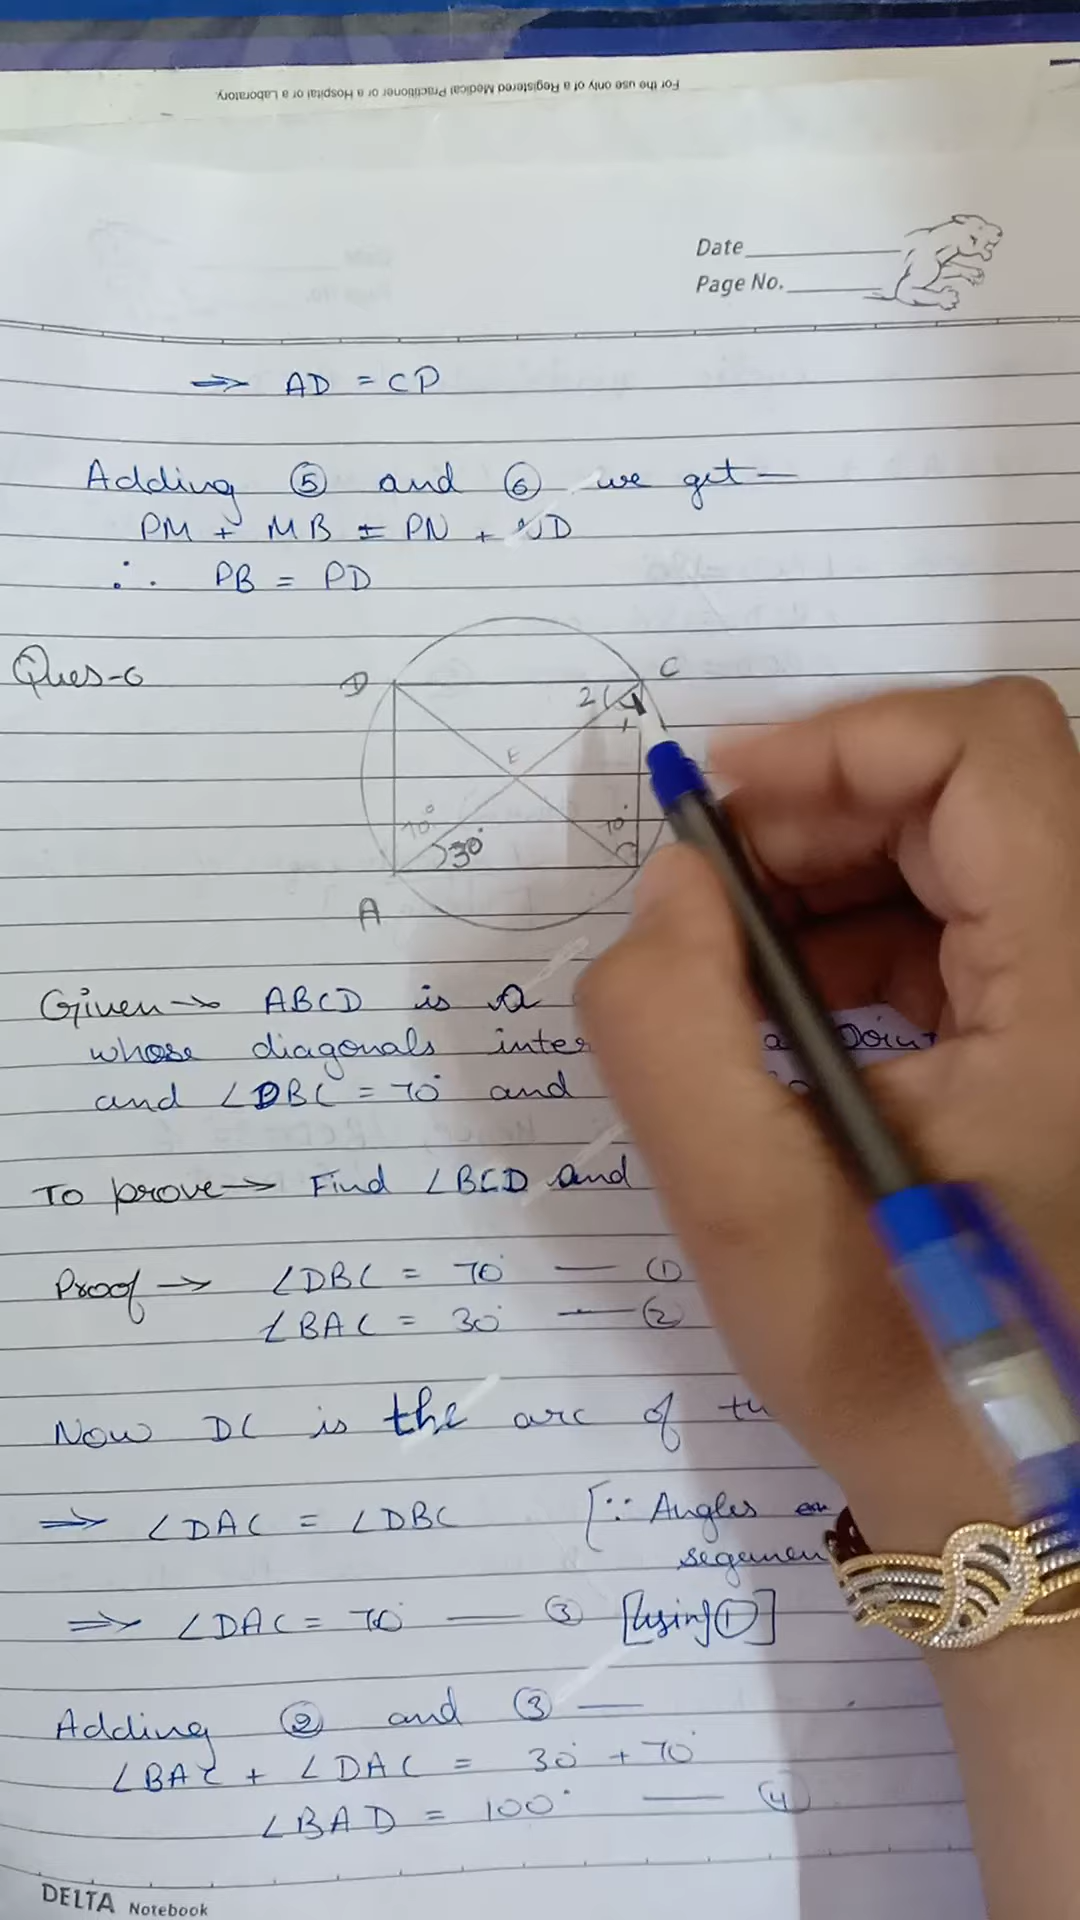 For the use only of a Registered Medical Practitioner or a Hospital or a Laboratory.
Date
Page No.
⇒ AD = CP
Adding ⑤ and ⑥ we get —
PM + MB = PN + ND
∴ PB = PD
Ques-6
D
C
2
1
E
70°
30°
70°
A
Given → ABCD is a
whose diagonals inte
and ∠DBC = 70° and
To prove → Find ∠BCD and
Proof → ∠DBC = 70° — ①
∠BAC = 30° — ②
Now DC is the arc of
⇒ ∠DAC = ∠DBC [∵ Angles
⇒ ∠DAC = 70° — ③ [using ①]
Adding ② and ③ —
∠BAC + ∠DAC = 30° + 70°
∠BAD = 100° — ④
DELTA Notebook